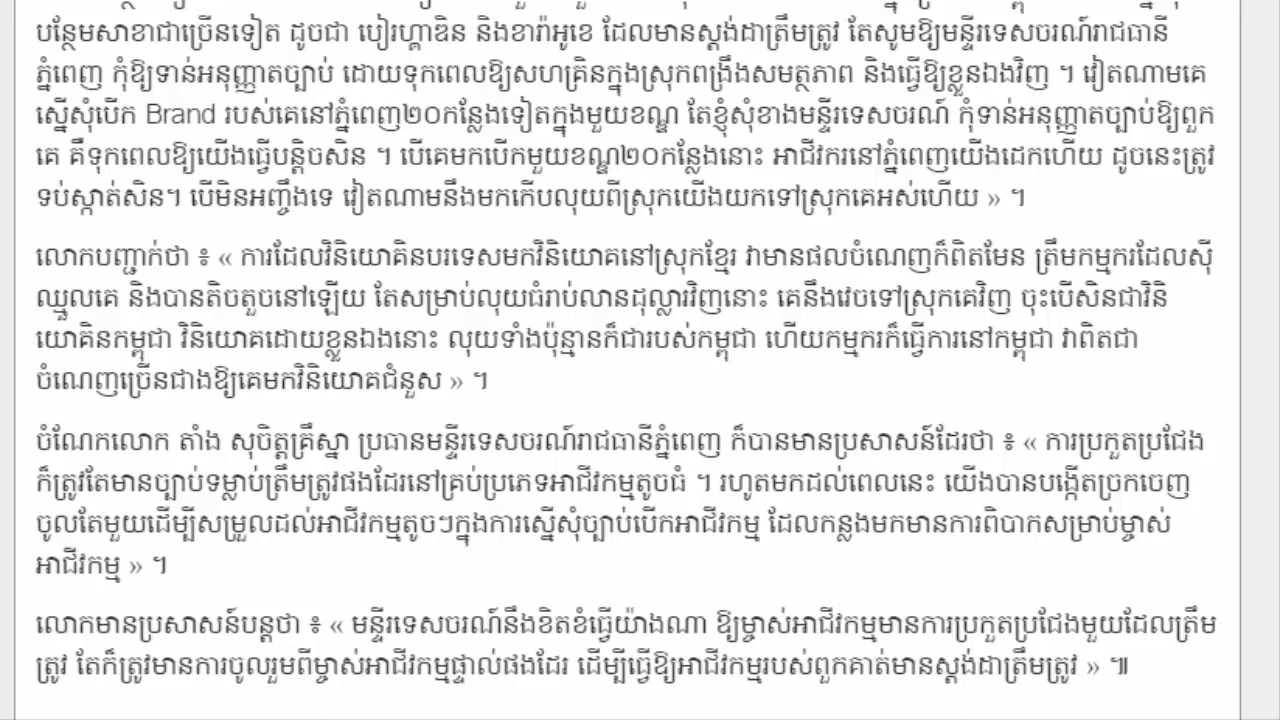 បន្ថែមសាខាជាច្រើនទៀត ដូចជា បៀរហ្គាឌិន និងខារ៉ាអូខេ ដែលមានស្តង់ដាត្រឹមត្រូវ តែសូមឱ្យមន្ទីរទេសចរណ៍រាជធានី
ភ្នំពេញ កុំឱ្យទាន់អនុញ្ញាតច្បាប់ ដោយទុកពេលឱ្យសហគ្រិនក្នុងស្រុកពង្រឹងសមត្ថភាព និងធ្វើឱ្យខ្លួនឯងវិញ ។ វៀតណាមគេ
ស្នើសុំបើក Brand របស់គេនៅភ្នំពេញ២០កន្លែងទៀតក្នុងមួយខណ្ឌ តែខ្ញុំសុំខាងមន្ទីរទេសចរណ៍ កុំទាន់អនុញ្ញាតច្បាប់ឱ្យពួក
គេ គឺទុកពេលឱ្យយើងធ្វើបន្តិចសិន ។ បើគេមកបើកមួយខណ្ឌ២០កន្លែងនោះ អាជីវករនៅភ្នំពេញយើងដេកហើយ ដូចនេះត្រូវ
ទប់ស្កាត់សិន។ បើមិនអញ្ចឹងទេ វៀតណាមនឹងមកកើបលុយពីស្រុកយើងយកទៅស្រុកគេអស់ហើយ » ។
លោកបញ្ជាក់ថា ៖ « ការដែលវិនិយោគិនបរទេសមកវិនិយោគនៅស្រុកខ្មែរ វាមានផលចំណេញក៏ពិតមែន ត្រឹមកម្មករដែលស៊ី
ឈ្នួលគេ និងបានតិចតួចនៅឡើយ តែសម្រាប់លុយធំរាប់លានដុល្លារវិញនោះ គេនឹងវេចទៅស្រុកគេវិញ ចុះបើសិនជាវិនិ
យោគិនកម្ពុជា វិនិយោគដោយខ្លួនឯងនោះ លុយទាំងប៉ុន្មានក៏ជារបស់កម្ពុជា ហើយកម្មករក៏ធ្វើការនៅកម្ពុជា វាពិតជា
ចំណេញច្រើនជាងឱ្យគេមកវិនិយោគជំនួស » ។
ចំណែកលោក តាំង សុចិត្តគ្រឹស្នា ប្រធានមន្ទីរទេសចរណ៍រាជធានីភ្នំពេញ ក៏បានមានប្រសាសន៍ដែរថា ៖ « ការប្រកួតប្រជែង
ក៏ត្រូវតែមានច្បាប់ទម្លាប់ត្រឹមត្រូវផងដែរនៅគ្រប់ប្រភេទអាជីវកម្មតូចធំ ។ រហូតមកដល់ពេលនេះ យើងបានបង្កើតច្រកចេញ
ចូលតែមួយដើម្បីសម្រួលដល់អាជីវកម្មតូចៗក្នុងការស្នើសុំច្បាប់បើកអាជីវកម្ម ដែលកន្លងមកមានការពិបាកសម្រាប់ម្ចាស់
អាជីវកម្ម » ។
លោកមានប្រសាសន៍បន្តថា ៖ « មន្ទីរទេសចរណ៍នឹងខិតខំធ្វើយ៉ាងណា ឱ្យម្ចាស់អាជីវកម្មមានការប្រកួតប្រជែងមួយដែលត្រឹម
ត្រូវ តែក៏ត្រូវមានការចូលរួមពីម្ចាស់អាជីវកម្មផ្ទាល់ផងដែរ ដើម្បីធ្វើឱ្យអាជីវកម្មរបស់ពួកគាត់មានស្តង់ដាត្រឹមត្រូវ » ៕